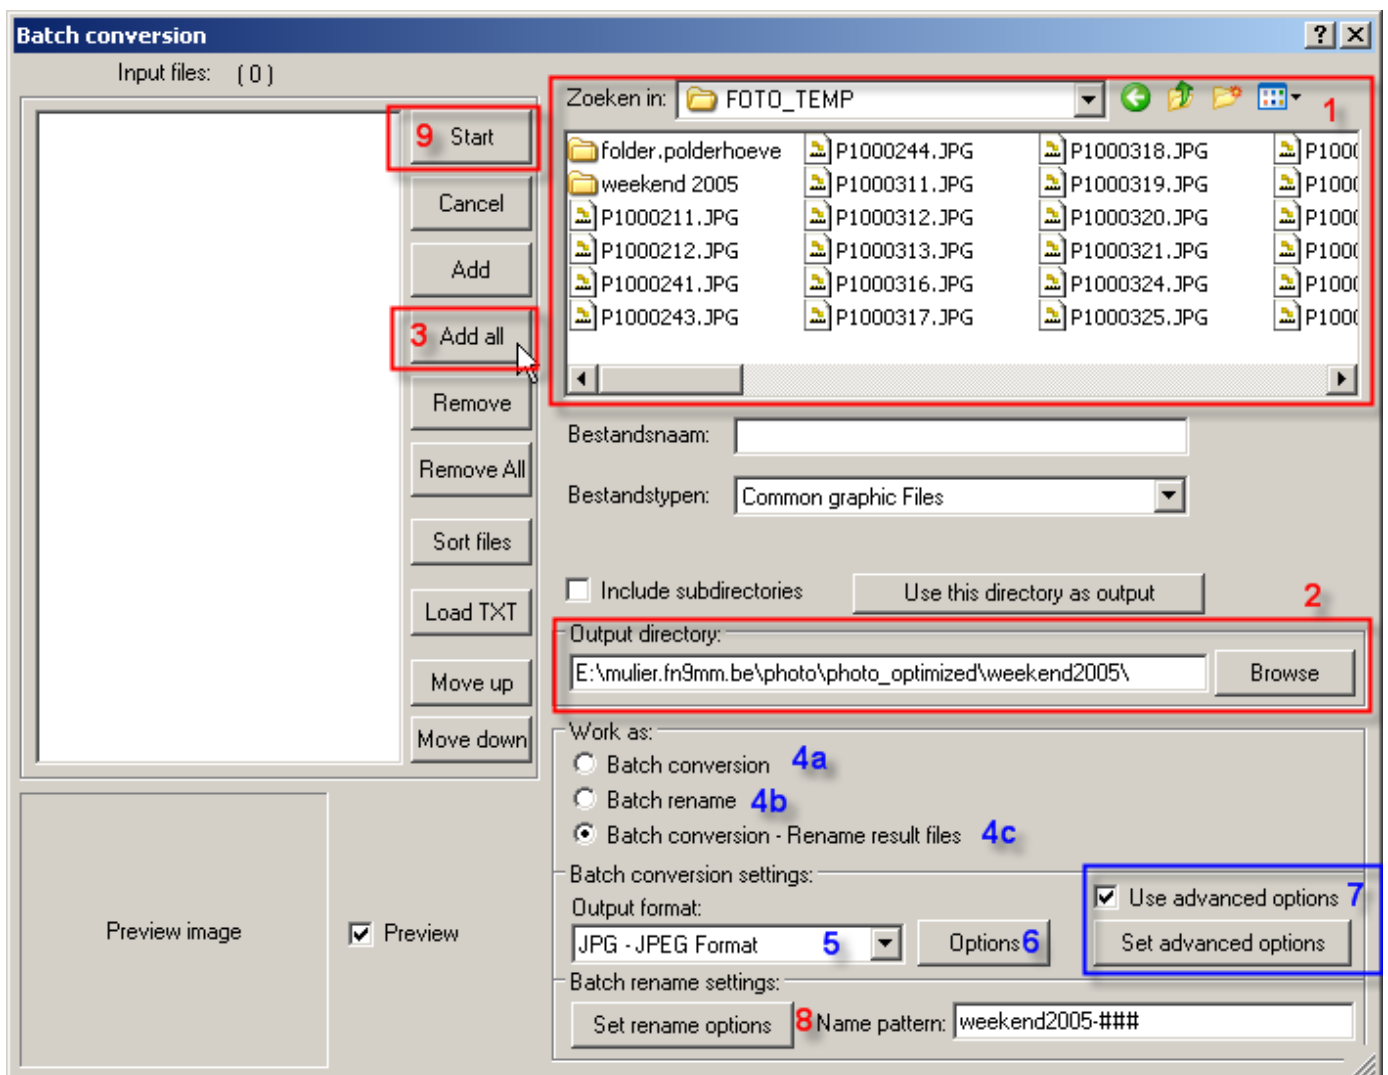 Batch conversion
Input files: ( 0 )
Zoeken in: FOTO_TEMP
1
folder.polderhoeve
weekend 2005
P1000211.JPG
P1000212.JPG
P1000241.JPG
P1000243.JPG
P1000244.JPG
P1000311.JPG
P1000312.JPG
P1000313.JPG
P1000316.JPG
P1000317.JPG
P1000318.JPG
P1000319.JPG
P1000320.JPG
P1000321.JPG
P1000324.JPG
P1000325.JPG
9 Start
Cancel
Add
3 Add all
Remove
Remove All
Sort files
Load TXT
Move up
Move down
Bestandsnaam:
Bestandstypen: Common graphic Files
Include subdirectories
Use this directory as output
2
Output directory:
E:\mulier.fn9mm.be\photo\photo_optimized\weekend2005\
Browse
Work as:
Batch conversion 4a
Batch rename 4b
Batch conversion - Rename result files 4c
Batch conversion settings:
Output format:
JPG - JPEG Format 5
Options 6
Use advanced options 7
Set advanced options
Batch rename settings:
Set rename options 8 Name pattern: weekend2005-###
Preview image
Preview